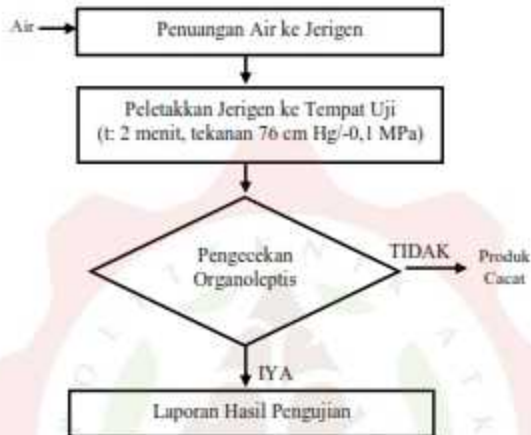 Air
Penuangan Air ke Jerigen
Peletakkan Jerigen ke Tempat Uji
(t: 2 menit, tekanan 76 cm Hg/-0,1 MPa)
Pengecekan
Organoleptis
TIDAK
Produk
Cacat
IYA
Laporan Hasil Pengujian